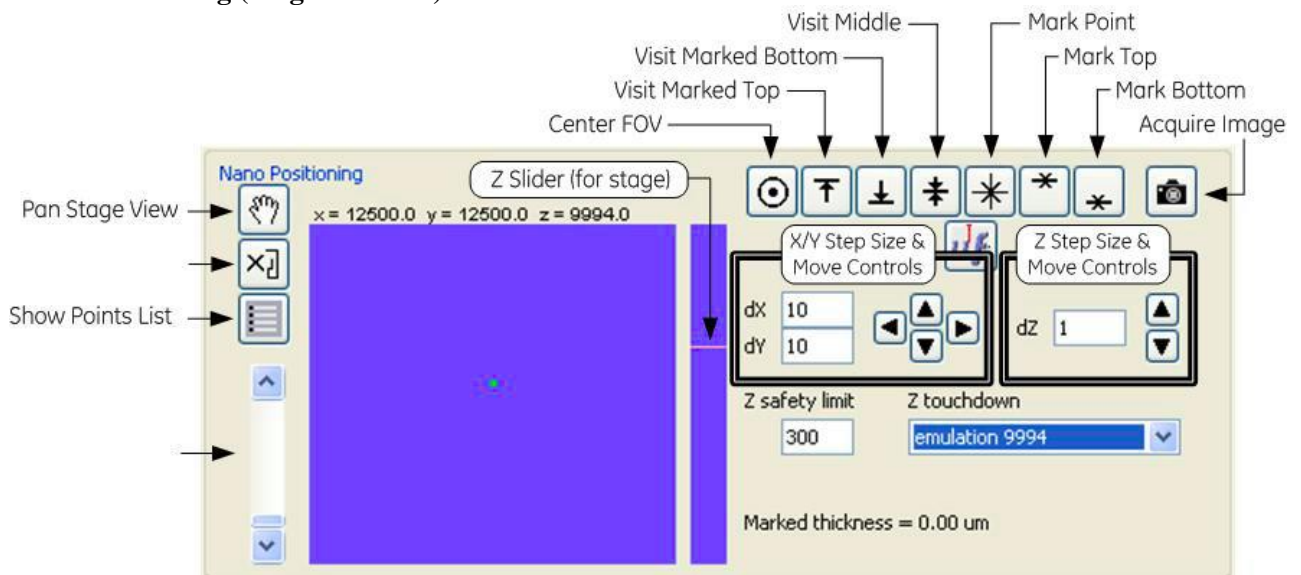 Visit Middle
Mark Point
Visit Marked Bottom
Mark Top
Visit Marked Top
Mark Bottom
Center FOV
Acquire Image
Nano Positioning
Z Slider (for stage)
Pan Stage View
x = 12500.0 y = 12500.0 z = 9994.0
X/Y Step Size &
Move Controls
Z Step Size &
Move Controls
Show Points List
dX 10
dY 10
dZ 1
Z safety limit
Z touchdown
300
emulation 9994
Marked thickness = 0.00 um